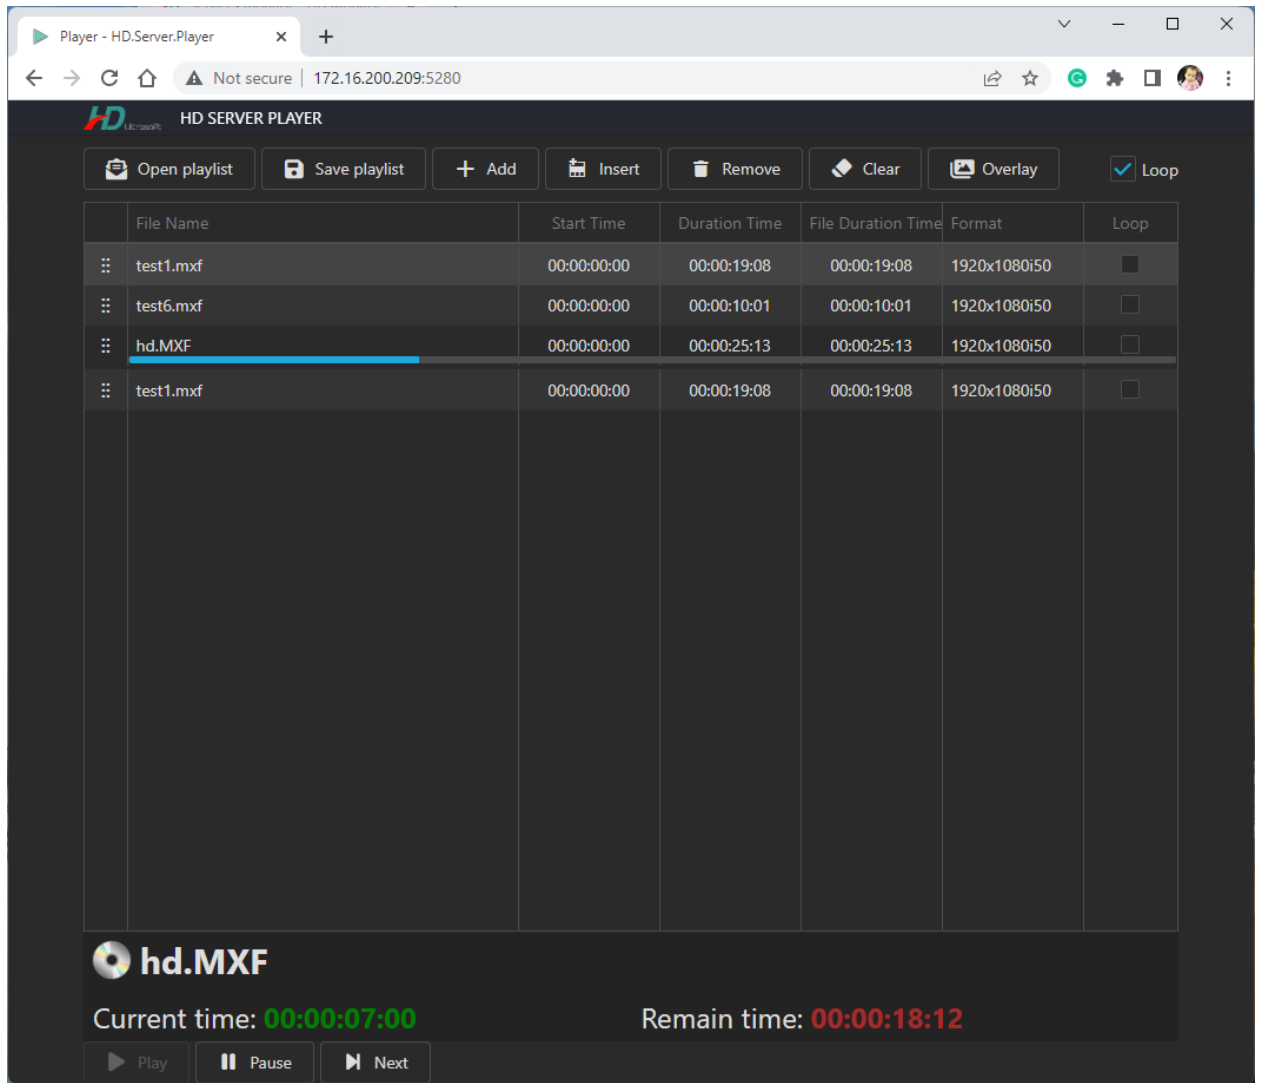 Player - HD.Server.Player
Not secure | 172.16.200.209:5280
HD SERVER PLAYER
Open playlist Save playlist Add Insert Remove Clear Overlay Loop
File Name Start Time Duration Time File Duration Time Format Loop
test1.mxf 00:00:00:00 00:00:19:08 00:00:19:08 1920x1080i50
test6.mxf 00:00:00:00 00:00:10:01 00:00:10:01 1920x1080i50
hd.MXF 00:00:00:00 00:00:25:13 00:00:25:13 1920x1080i50
test1.mxf 00:00:00:00 00:00:19:08 00:00:19:08 1920x1080i50
hd.MXF
Current time: 00:00:07:00 Remain time: 00:00:18:12
Play Pause Next